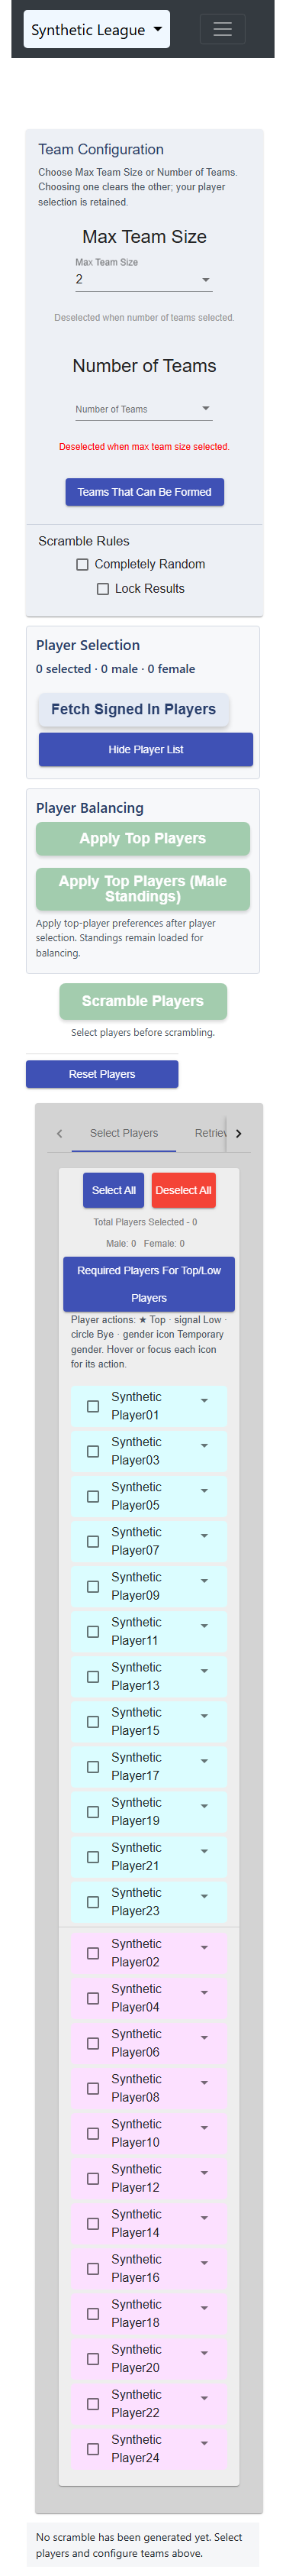 Synthetic League
Team Configuration
Choose Max Team Size or Number of Teams.
Choosing one clears the other; your player
selection is retained.
Max Team Size
Max Team Size
2
Deselected when number of teams selected.
Number of Teams
Number of Teams
Deselected when max team size selected.
Teams That Can Be Formed
Scramble Rules
Completely Random
Lock Results
Player Selection
0 selected · 0 male · 0 female
Fetch Signed In Players
Hide Player List
Player Balancing
Apply Top Players
Apply Top Players (Male
Standings)
Apply top-player preferences after player
selection. Standings remain loaded for
balancing.
Scramble Players
Select players before scrambling.
Reset Players
Select Players
Retriev
Select All
Deselect All
Total Players Selected - 0
Male: 0 Female: 0
Required Players For Top/Low
Players
Player actions: ★ Top · signal Low ·
circle Bye · gender icon Temporary
gender. Hover or focus each icon
for its action.
Synthetic
Player01
Synthetic
Player03
Synthetic
Player05
Synthetic
Player07
Synthetic
Player09
Synthetic
Player11
Synthetic
Player13
Synthetic
Player15
Synthetic
Player17
Synthetic
Player19
Synthetic
Player21
Synthetic
Player23
Synthetic
Player02
Synthetic
Player04
Synthetic
Player06
Synthetic
Player08
Synthetic
Player10
Synthetic
Player12
Synthetic
Player14
Synthetic
Player16
Synthetic
Player18
Synthetic
Player20
Synthetic
Player22
Synthetic
Player24
No scramble has been generated yet. Select
players and configure teams above.